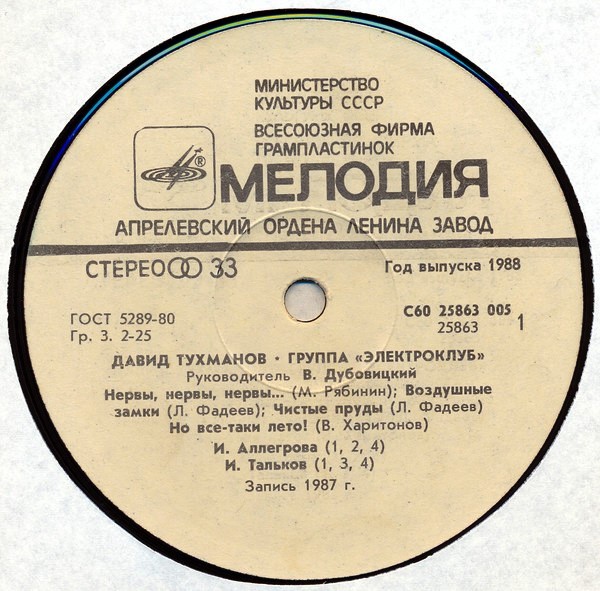 МИНИСТЕРСТВО
КУЛЬТУРЫ СССР
ВСЕСОЮЗНАЯ ФИРМА
ГРАМПЛАСТИНОК
®
МЕЛОДИЯ
АПРЕЛЕВСКИЙ ОРДЕНА ЛЕНИНА ЗАВОД
СТЕРЕО 33
Год выпуска 1988
ГОСТ 5289-80
Гр. 3. 2-25
С60 25863 005
25863 1
ДАВИД ТУХМАНОВ · ГРУППА «ЭЛЕКТРОКЛУБ»
Руководитель В. Дубовицкий
Нервы, нервы, нервы... (М. Рябинин); Воздушные
замки (Л. Фадеев); Чистые пруды (Л. Фадеев)
Но все-таки лето! (В. Харитонов)
И. Аллегрова (1, 2, 4)
И. Тальков (1, 3, 4)
Запись 1987 г.